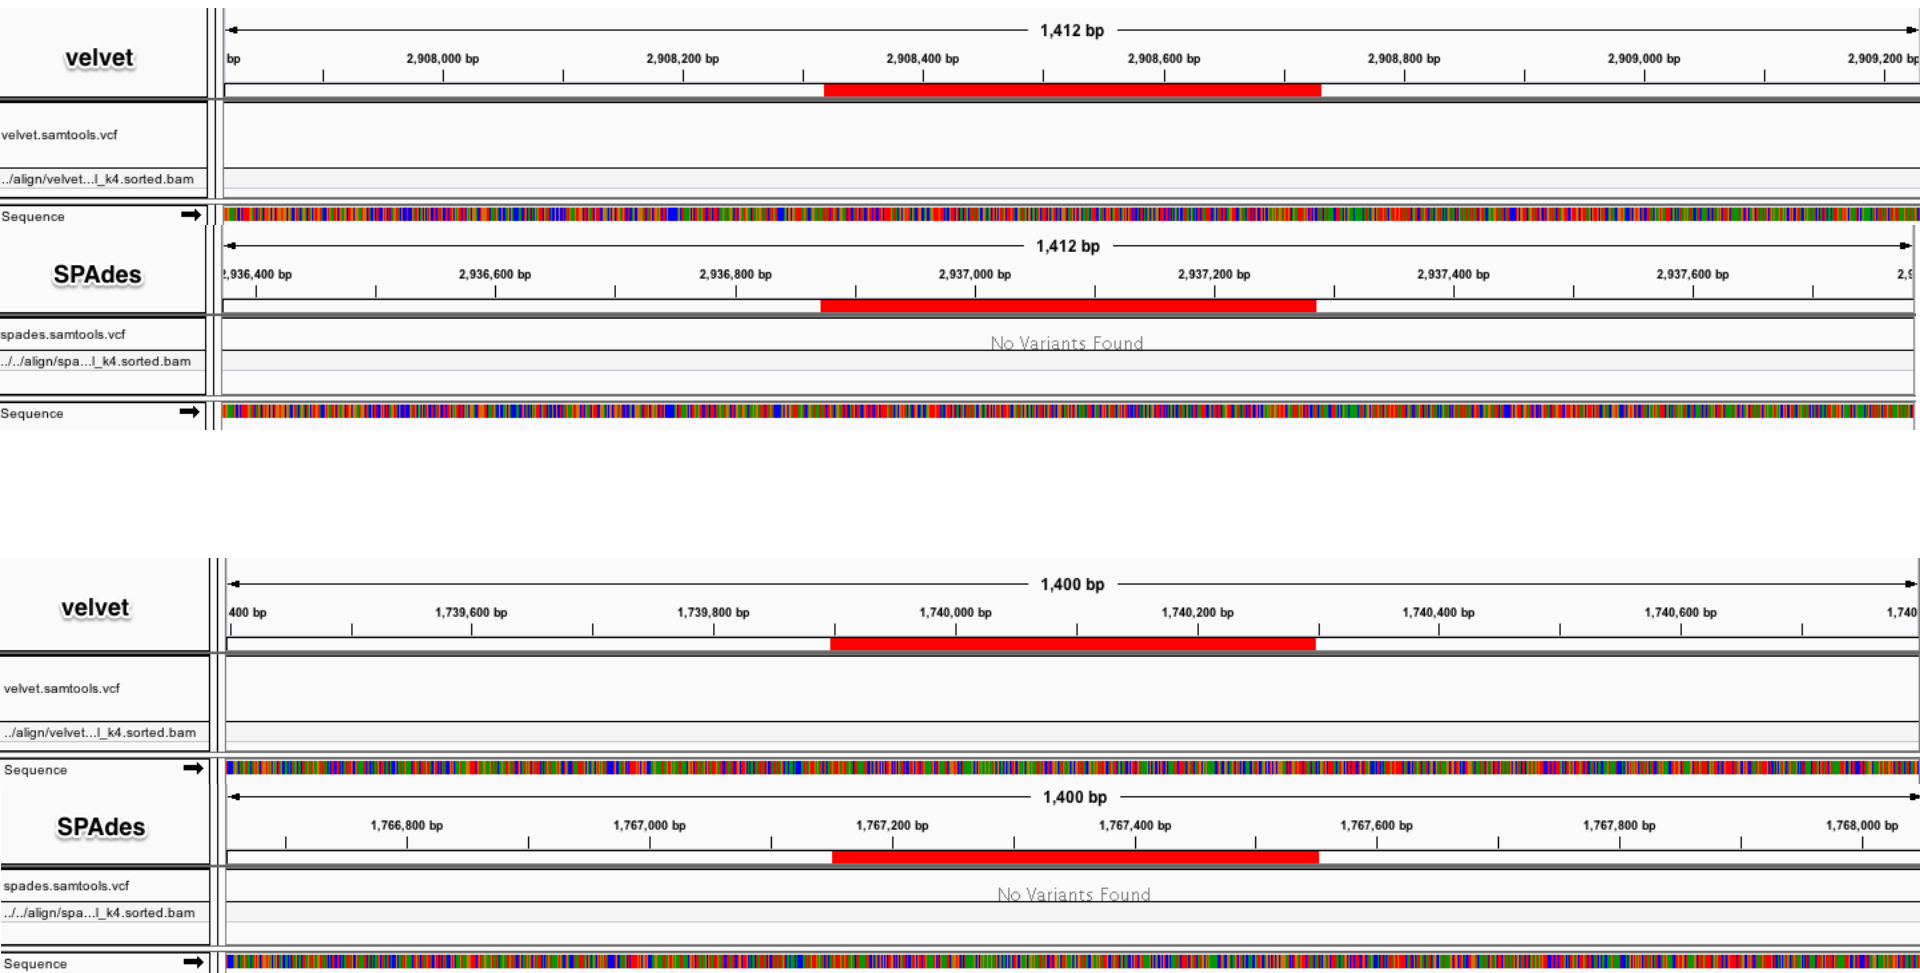 1,412 bp
velvet
bp 2,908,000 bp 2,908,200 bp 2,908,400 bp 2,908,600 bp 2,908,800 bp 2,909,000 bp 2,909,200 bp
velvet.samtools.vcf
../align/velvet...l_k4.sorted.bam
Sequence
1,412 bp
SPAdes
2,936,400 bp 2,936,600 bp 2,936,800 bp 2,937,000 bp 2,937,200 bp 2,937,400 bp 2,937,600 bp 2,9
spades.samtools.vcf
No Variants Found
../../align/spa...l_k4.sorted.bam
Sequence
1,400 bp
velvet
400 bp 1,739,600 bp 1,739,800 bp 1,740,000 bp 1,740,200 bp 1,740,400 bp 1,740,600 bp 1,740
velvet.samtools.vcf
../align/velvet...l_k4.sorted.bam
Sequence
1,400 bp
SPAdes
1,766,800 bp 1,767,000 bp 1,767,200 bp 1,767,400 bp 1,767,600 bp 1,767,800 bp 1,768,000 bp
spades.samtools.vcf
No Variants Found
../../align/spa...l_k4.sorted.bam
Sequence